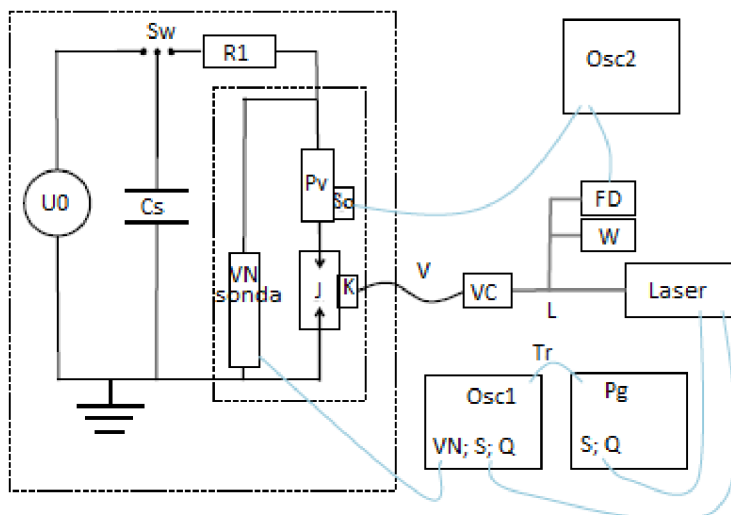 Sw
R1
Osc2
U0
Cs
Pv
So
FD
W
VN
sonda
J
K
V
VC
L
Laser
Tr
Osc1
Pg
VN; S; Q
S; Q